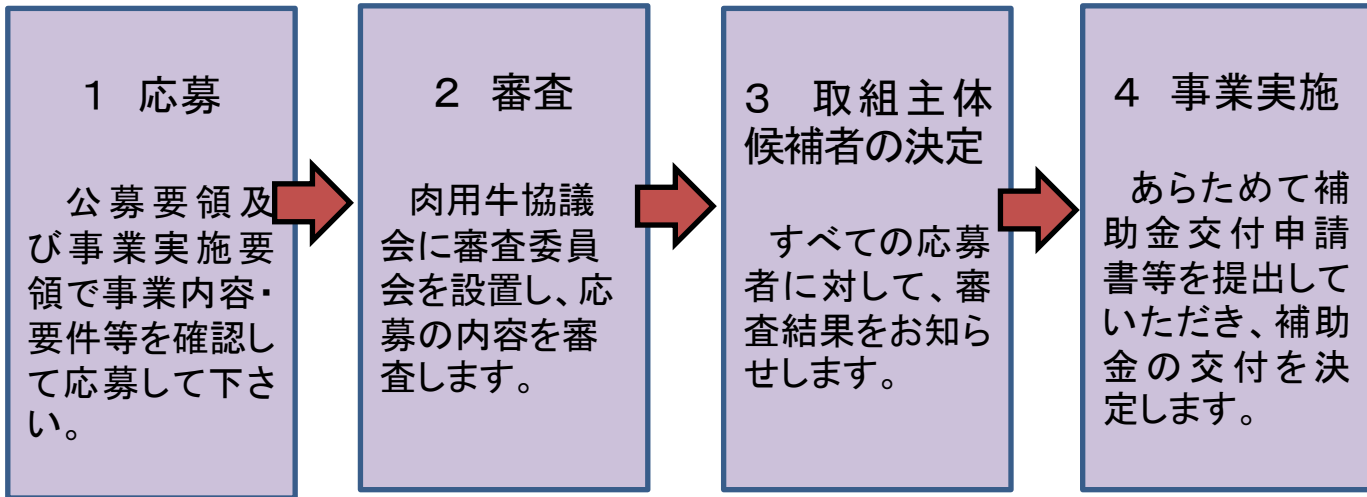 1 応募
公募要領及
び事業実施要
領で事業内容・
要件等を確認し
て応募して下さ
い。
2 審査
肉用牛協議
会に審査委員
会を設置し、応
募の内容を審
査します。
3 取組主体
候補者の決定
すべての応募
者に対して、審
査結果をお知ら
せします。
4 事業実施
あらためて補
助金交付申請
書等を提出して
いただき、補助
金の交付を決
定します。